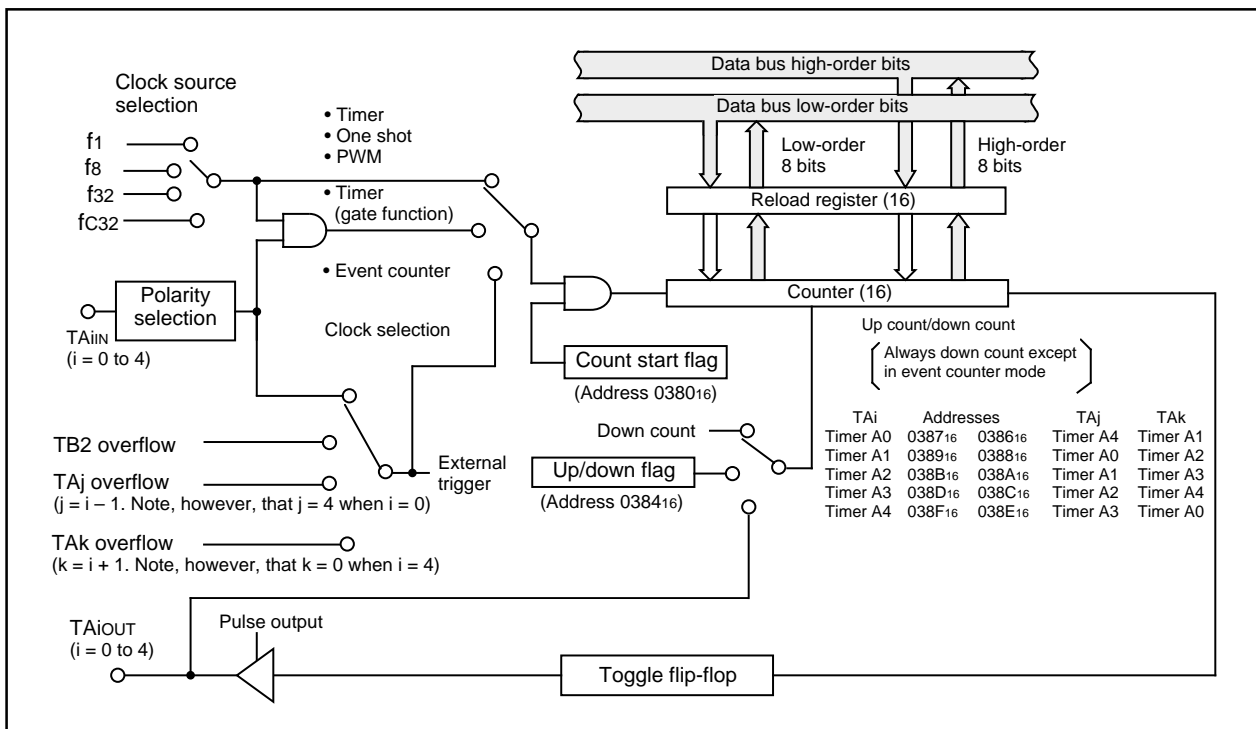 Clock source
selection
f1
f8
f32
fC32
• Timer
• One shot
• PWM
• Timer
(gate function)
• Event counter
Clock selection
Data bus high-order bits
Data bus low-order bits
Low-order
8 bits
High-order
8 bits
Reload register (16)
Counter (16)
Polarity
selection
TAiIN
(i = 0 to 4)
Count start flag
(Address 038016)
Up count/down count
Always down count except
in event counter mode
TB2 overflow
TAj overflow
(j = i – 1. Note, however, that j = 4 when i = 0)
TAk overflow
(k = i + 1. Note, however, that k = 0 when i = 4)
External
trigger
Down count
Up/down flag
(Address 038416)
TAi Addresses TAj TAk
Timer A0 038716 038616 Timer A4 Timer A1
Timer A1 038916 038816 Timer A0 Timer A2
Timer A2 038B16 038A16 Timer A1 Timer A3
Timer A3 038D16 038C16 Timer A2 Timer A4
Timer A4 038F16 038E16 Timer A3 Timer A0
TAiOUT
(i = 0 to 4)
Pulse output
Toggle flip-flop